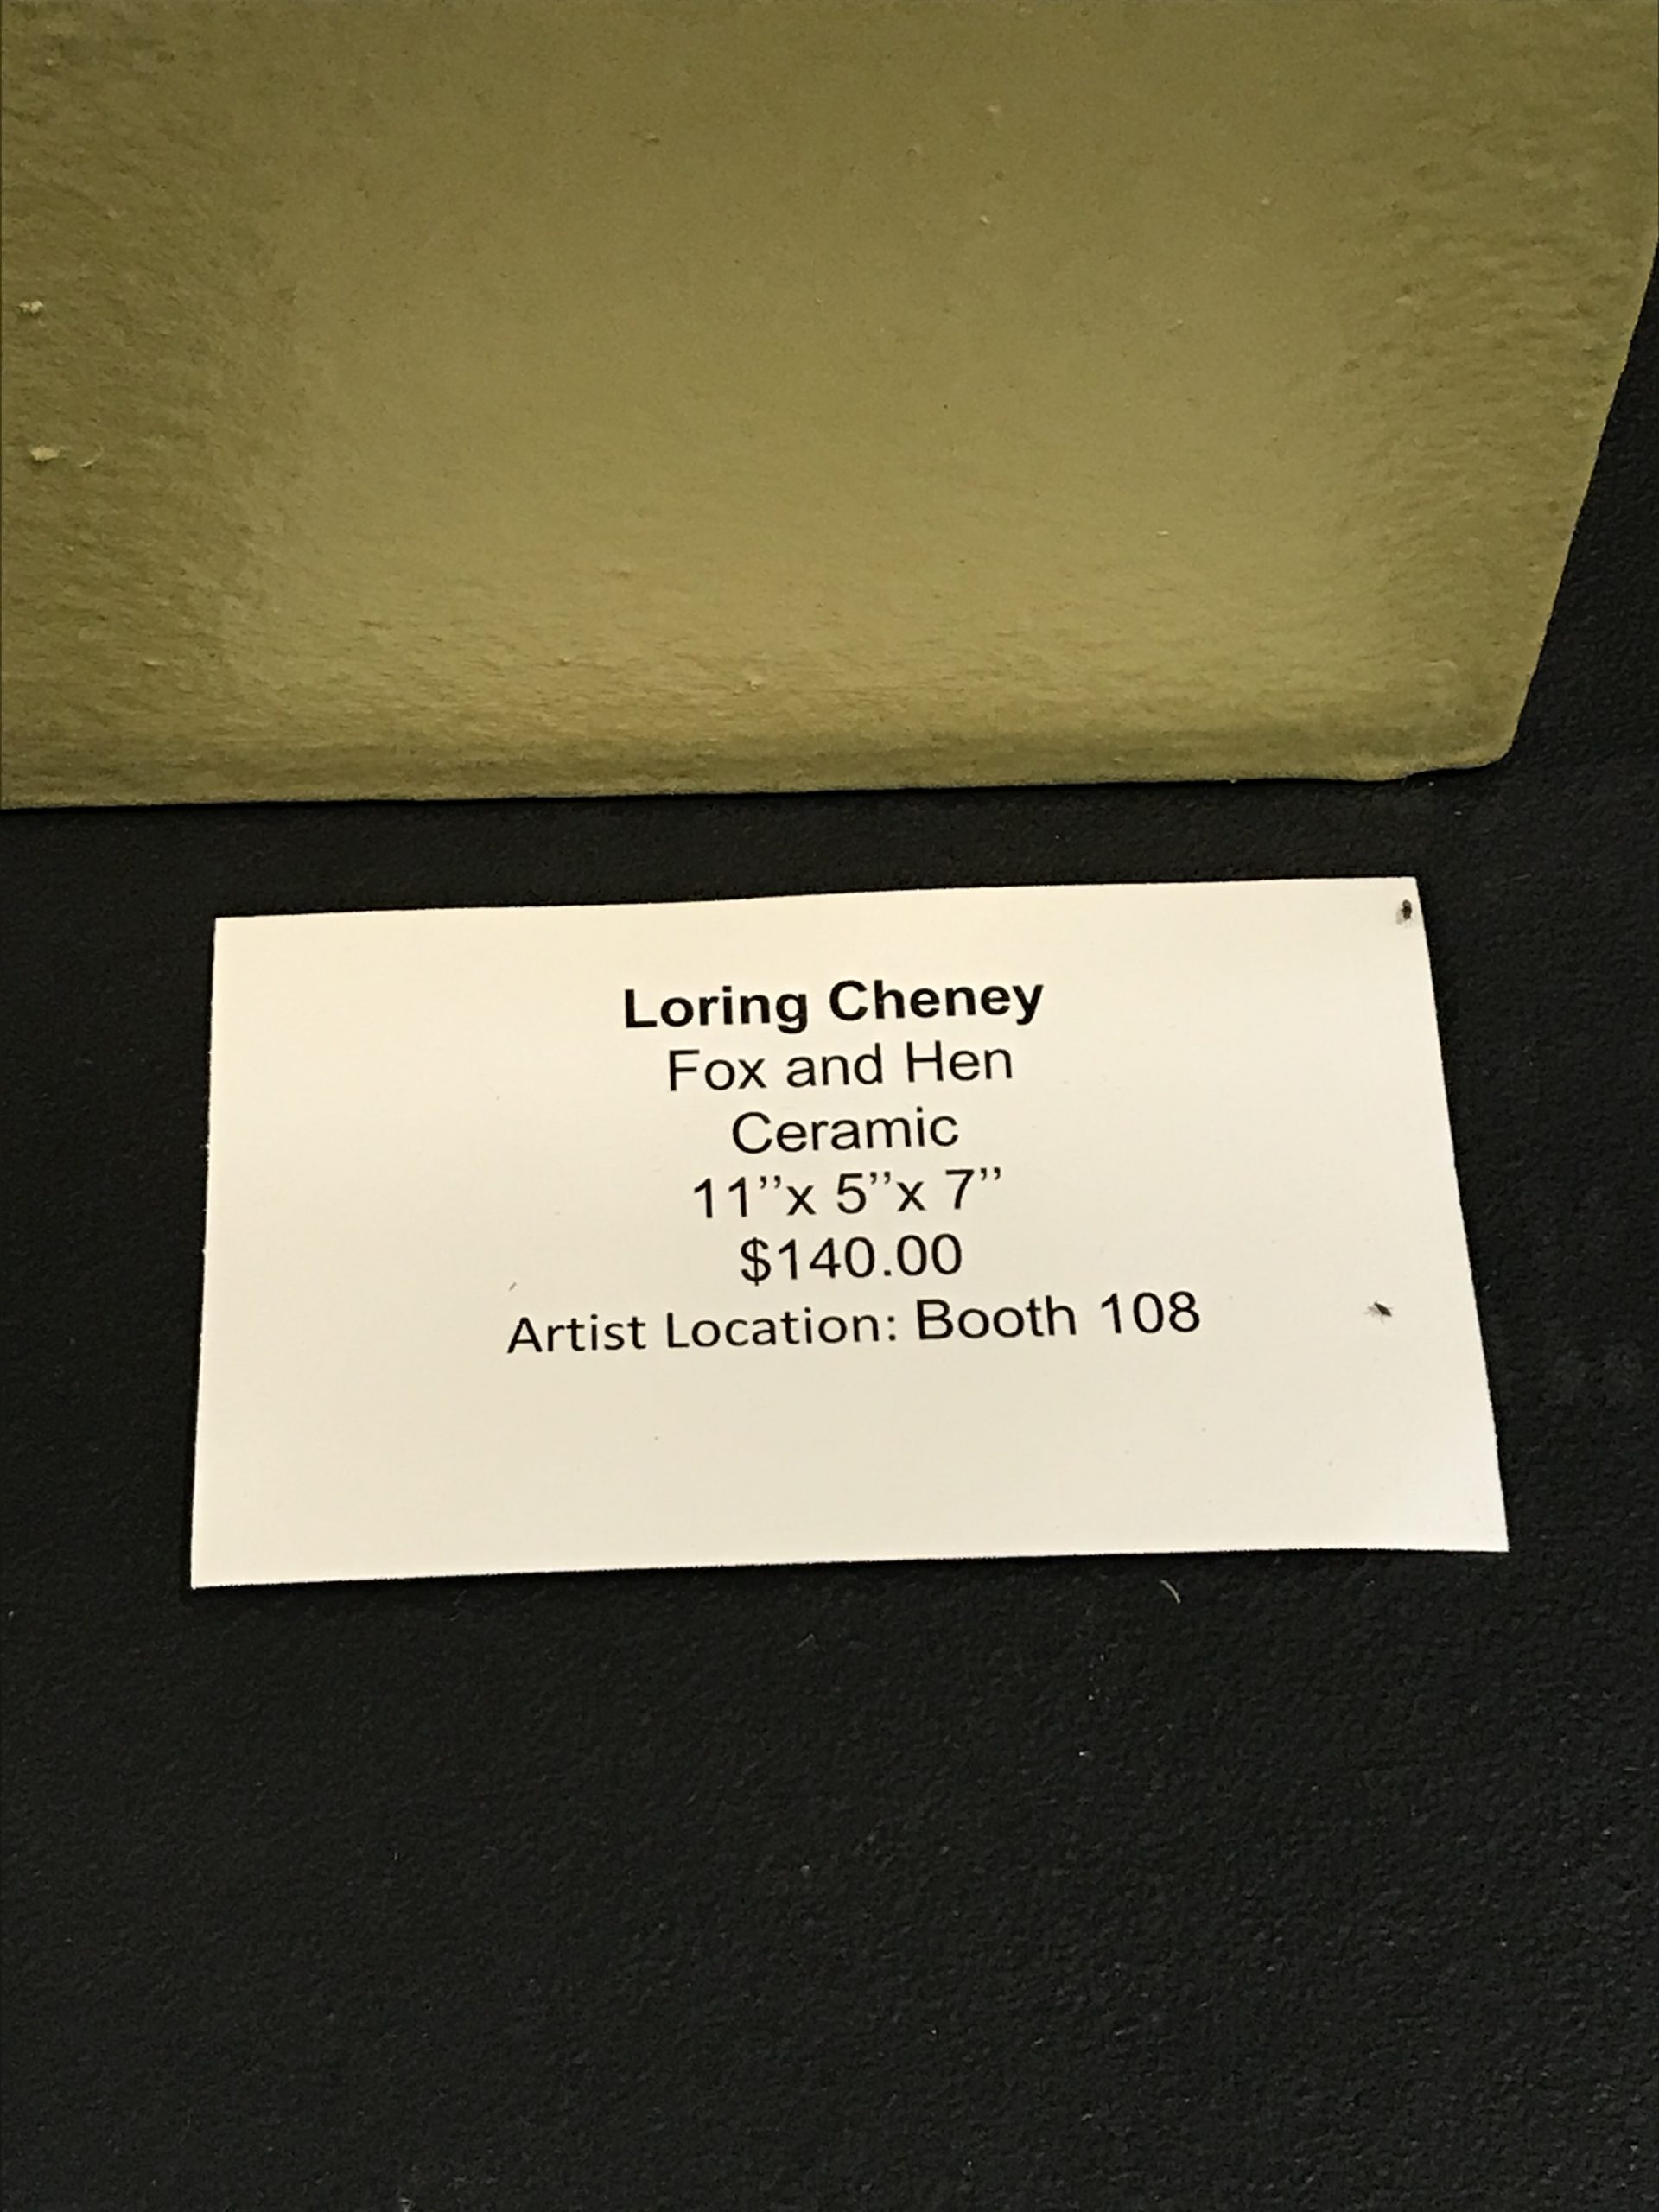 Loring Cheney
Fox and Hen
Ceramic
11”x 5”x 7”
$140.00
Artist Location: Booth 108